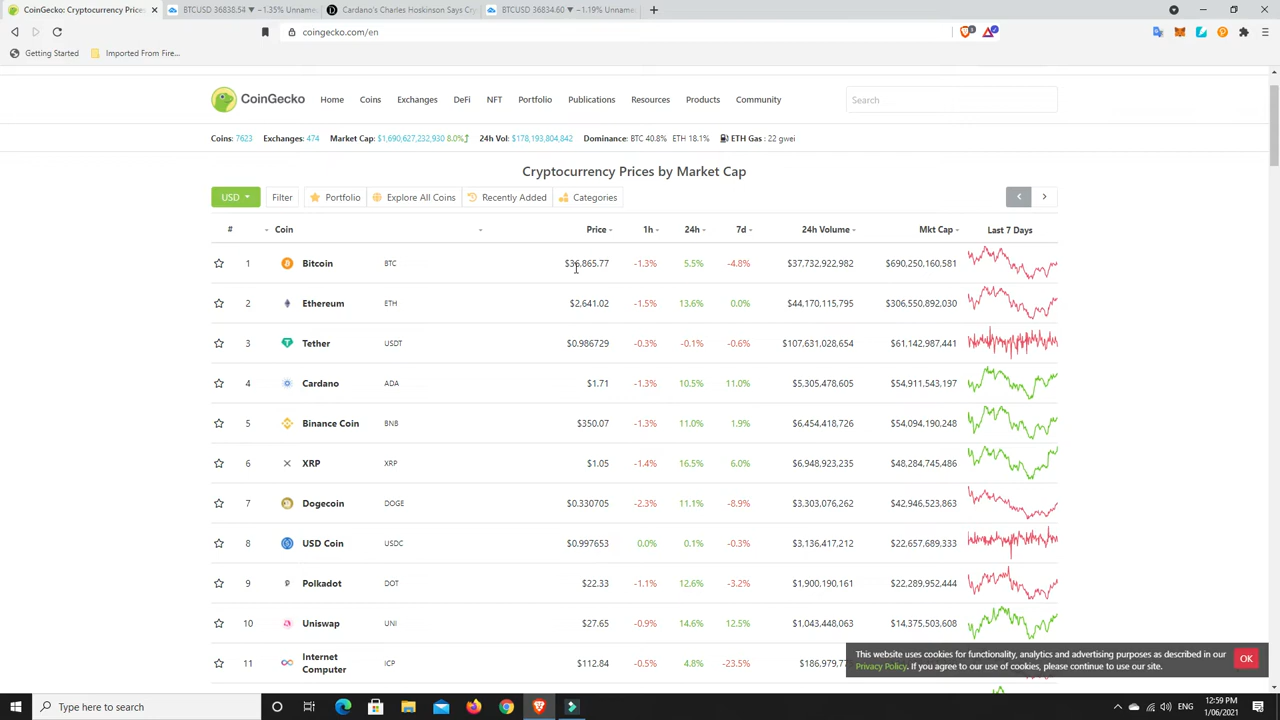 CoinGecko: Cryptocurrency Prices
BTCUSD 36838.54 ▼ −1.35% Unname
Cardano's Charles Hoskinson Says Cry
BTCUSD 36834.60 ▼ −1.19% Unname
coingecko.com/en
Getting Started
Imported From Fire...
CoinGecko
Home
Coins
Exchanges
DeFi
NFT
Portfolio
Publications
Resources
Products
Community
Search
Coins: 7623 Exchanges: 474 Market Cap: $1,690,627,232,930 8.0% 24h Vol: $178,193,804,842 Dominance: BTC 40.8% ETH 18.1% ETH Gas: 22 gwei
Cryptocurrency Prices by Market Cap
USD Filter Portfolio Explore All Coins Recently Added Categories
# Coin Price 1h 24h 7d 24h Volume Mkt Cap Last 7 Days
1 Bitcoin BTC $36,865.77 -1.3% 5.5% -4.8% $37,732,922,982 $690,250,160,581
2 Ethereum ETH $2,641.02 -1.5% 13.6% 0.0% $44,170,115,795 $306,550,892,030
3 Tether USDT $0.986729 -0.3% -0.1% -0.6% $107,631,028,654 $61,142,987,441
4 Cardano ADA $1.71 -1.3% 10.5% 11.0% $5,305,478,605 $54,911,543,197
5 Binance Coin BNB $350.07 -1.3% 11.0% 1.9% $6,454,418,726 $54,094,190,248
6 XRP XRP $1.05 -1.4% 16.5% 6.0% $6,948,923,235 $48,284,745,486
7 Dogecoin DOGE $0.330705 -2.3% 11.1% -8.9% $3,303,076,262 $42,946,523,863
8 USD Coin USDC $0.997653 0.0% 0.1% -0.3% $3,136,417,212 $22,657,689,333
9 Polkadot DOT $22.33 -1.1% 12.6% -3.2% $1,900,190,161 $22,289,952,444
10 Uniswap UNI $27.65 -0.9% 14.6% 12.5% $1,043,448,063 $14,375,503,608
11 Internet Computer ICP $112.84 -0.5% 4.8% -23.5% $186,979,7
This website uses cookies for functionality, analytics and advertising purposes as described in our
Privacy Policy. If you agree to our use of cookies, please continue to use our site.
OK
Type here to search
ENG
12:59 PM
1/06/2021